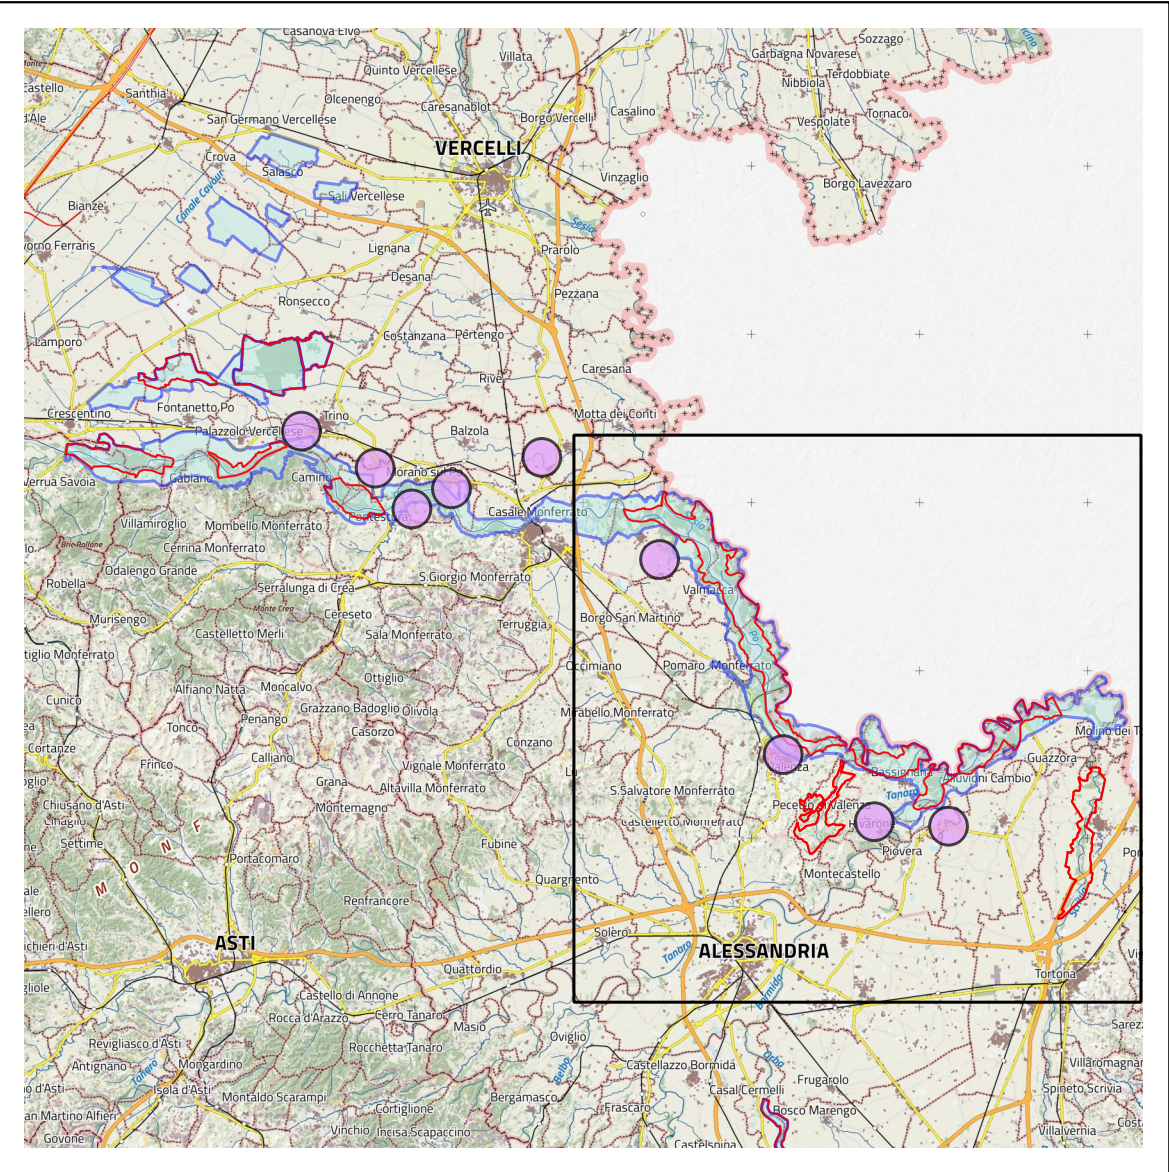 Casanova Elvo
Villata
Sozzago
Garbagna Novarese
Quinto Vercellese
Terdobbiate
Nibbiola
Santhià
Olcenengo
Caresanablot
Casalino
Tornaco
San Germano Vercellese
Borgo Vercelli
Vespolate
VERCELLI
Crova
Salasco
Vinzaglio
Borgo Lavezzaro
Sali Vercellese
Canale Cavour
Bianze
Sesia
Lignana
Prarolo
Desana
Pezzana
Ronsecco
Costanzana
Pertengo
Lamporo
Caresana
Rive
Crescentino
Fontanetto Po
Trino
Motta dei Conti
Palazzolo Vercellese
Balzola
Verrua Savoia
Gabiano
Camino
Morano sul Po
Pontestura
Casale Monferrato
Villamiroglio
Mombello Monferrato
Cerrina Monferrato
Odalengo Grande
Robella
S.Giorgio Monferrato
Serralunga di Crea
Valmacca
Murisengo
Monte Crea
Cereseto
Po
Castelletto Merli
Sala Monferrato
Terruggia
Borgo San Martino
Occimiano
Pomaro Monferrato
Ottiglio
Alfiano Natta
Moncalvo
Cunico
Penango
Grazzano Badoglio
Olivola
Mirabello Monferrato
Tonco
Casorzo
Conzano
Cortanze
Calliano
Frinco
Vignale Monferrato
Lu
Guazzora
Grana
Altavilla Monferrato
S.Salvatore Monferrato
Valenza
Bassignana
Alluvioni Cambio'
Tanaro
Chiusano d'Asti
Montemagno
Pecetto di Valenza
Castelletto Monferrato
Rivarone
Settime
Fubine
Piovera
Portacomaro
MONF
Quargnento
Montecastello
Renfrancore
ASTI
Solero
Tanaro
ALESSANDRIA
Quattordio
Tortona
Castello di Annone
Bormida
Rocca d'Arazzo
Cerro Tanaro
Masio
Revigliasco d'Asti
Rocchetta Tanaro
Oviglio
Antignano
Mongardino
Belbo
Castellazzo Bormida
Orba
Villaromagnano
Tanaro
Isola d'Asti
Montaldo Scarampi
Bergamasco
Casal Cermelli
Frugarolo
Spineto Scrivia
Cortiglione
Frascaro
Bosco Marengo
San Martino Alfieri
Govone
Vinchio
Incisa Scapaccino
Castelspina
Villalvernia